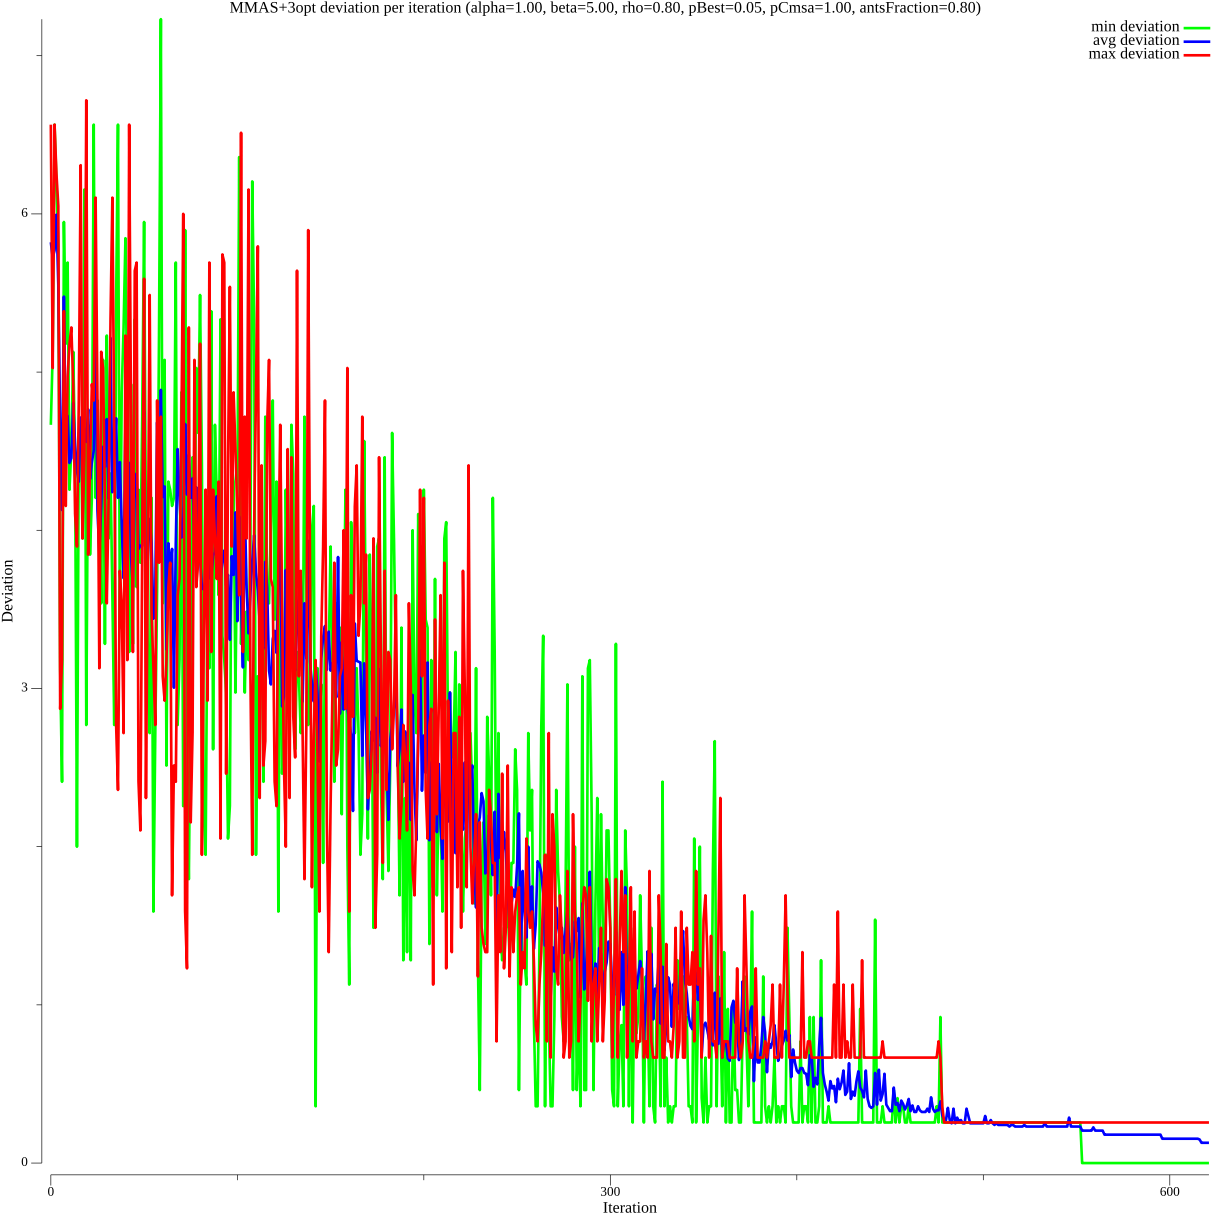 MMAS+3opt deviation per iteration (alpha=1.00, beta=5.00, rho=0.80, pBest=0.05, pCmsa=1.00, antsFraction=0.80)
min deviation
avg deviation
max deviation
6
Deviation
3
0
0
300
600
Iteration